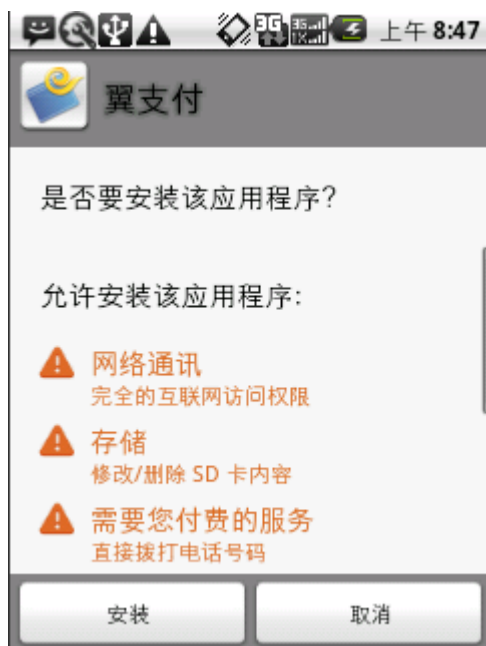 上午 8:47
翼支付
是否要安装该应用程序?
允许安装该应用程序:
网络通讯
完全的互联网访问权限
存储
修改/删除 SD 卡内容
需要您付费的服务
直接拨打电话号码
安装
取消